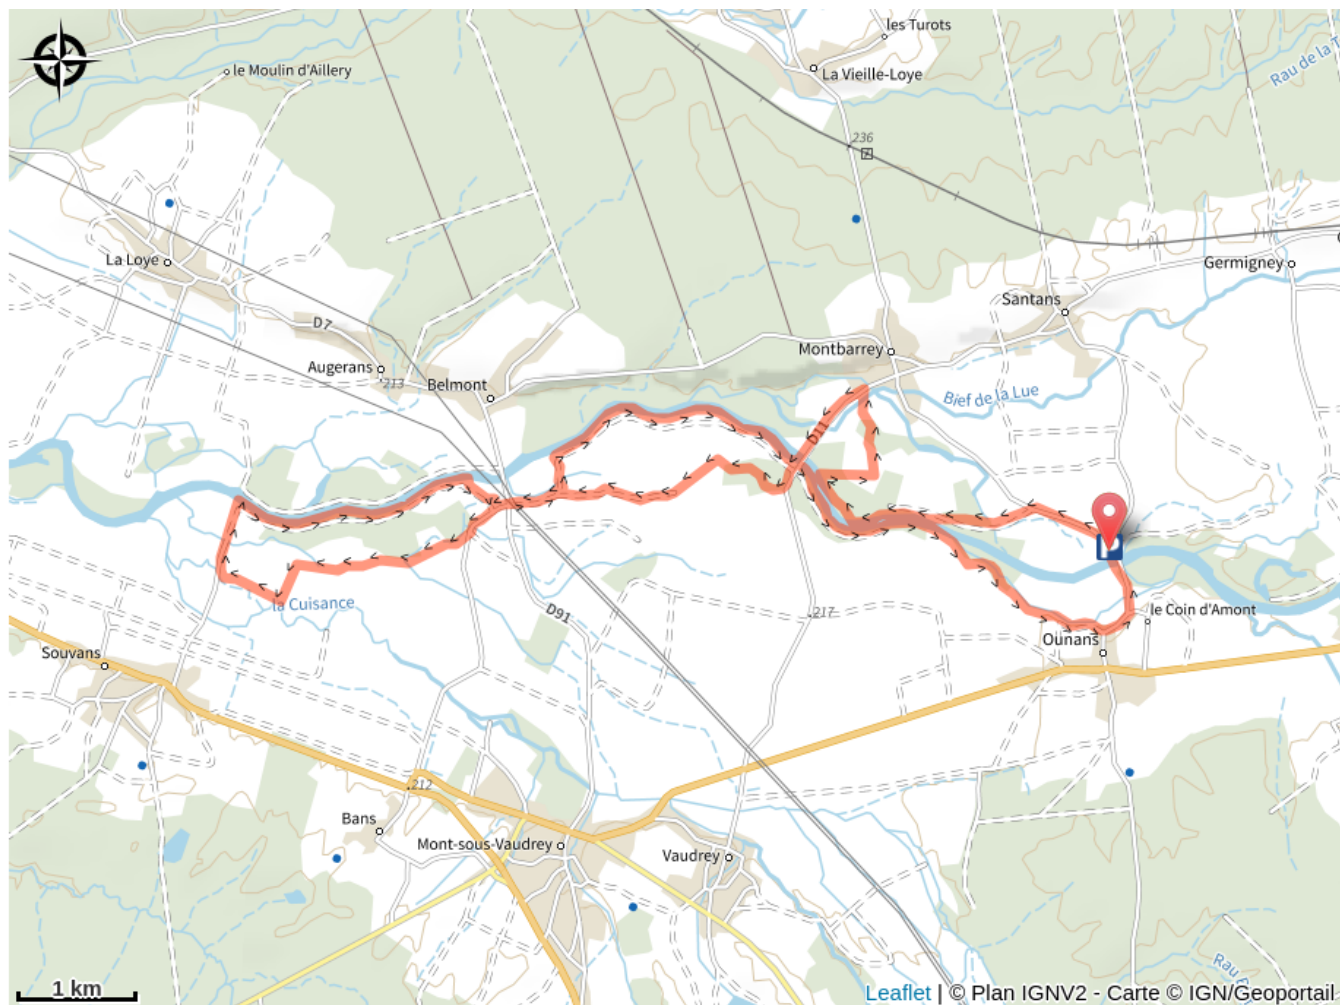 les Turots
le Moulin d'Aillery
La Vieille-Loye
Rau de la T
236
La Loye
Germigney
Santans
D7
Montbarrey
Augerans
213
Belmont
Bief de la Lue
D11
P
la Cuisance
D91
217
le Coin d'Amont
Ounans
Souvans
212
Bans
Mont-sous-Vaudrey
Vaudrey
Rau
1 km
Leaflet | © Plan IGNV2 - Carte © IGN/Geoportail